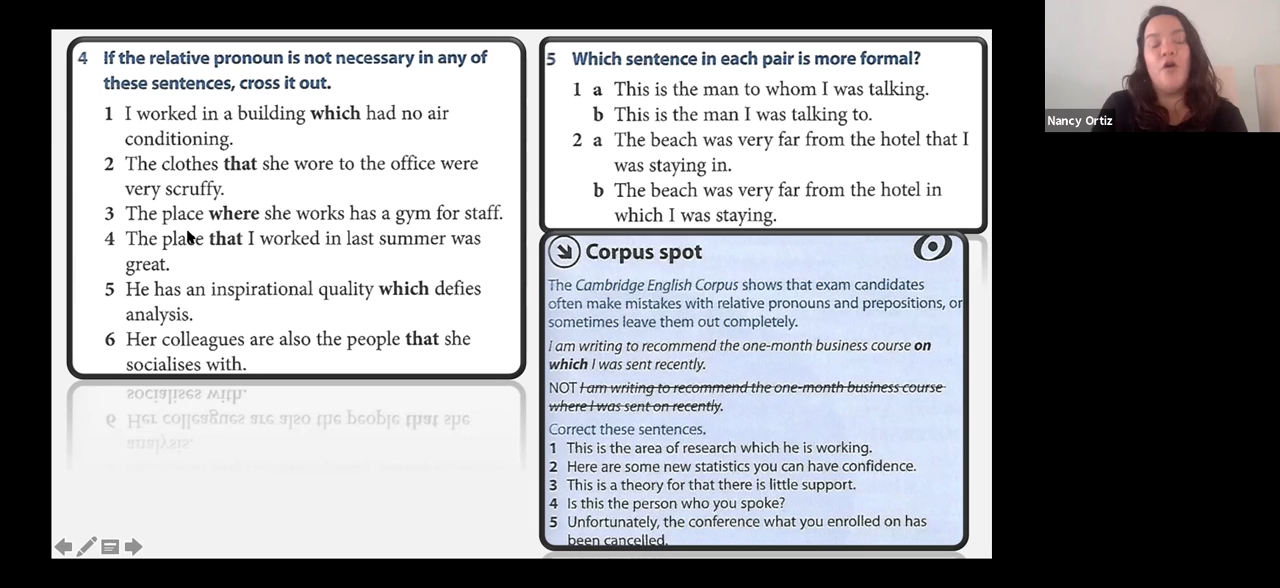 4 If the relative pronoun is not necessary in any of
these sentences, cross it out.
1 I worked in a building which had no air
conditioning.
2 The clothes that she wore to the office were
very scruffy.
3 The place where she works has a gym for staff.
4 The place that I worked in last summer was
great.
5 He has an inspirational quality which defies
analysis.
6 Her colleagues are also the people that she
socialises with.
5 Which sentence in each pair is more formal?
1 a This is the man to whom I was talking.
b This is the man I was talking to.
2 a The beach was very far from the hotel that I
was staying in.
b The beach was very far from the hotel in
which I was staying.
Corpus spot
The Cambridge English Corpus shows that exam candidates
often make mistakes with relative pronouns and prepositions, or
sometimes leave them out completely.
I am writing to recommend the one-month business course on
which I was sent recently.
NOT I am writing to recommend the one-month business course
where I was sent on recently.
Correct these sentences.
1 This is the area of research which he is working.
2 Here are some new statistics you can have confidence.
3 This is a theory for that there is little support.
4 Is this the person who you spoke?
5 Unfortunately, the conference what you enrolled on has
been cancelled.
Nancy Ortiz